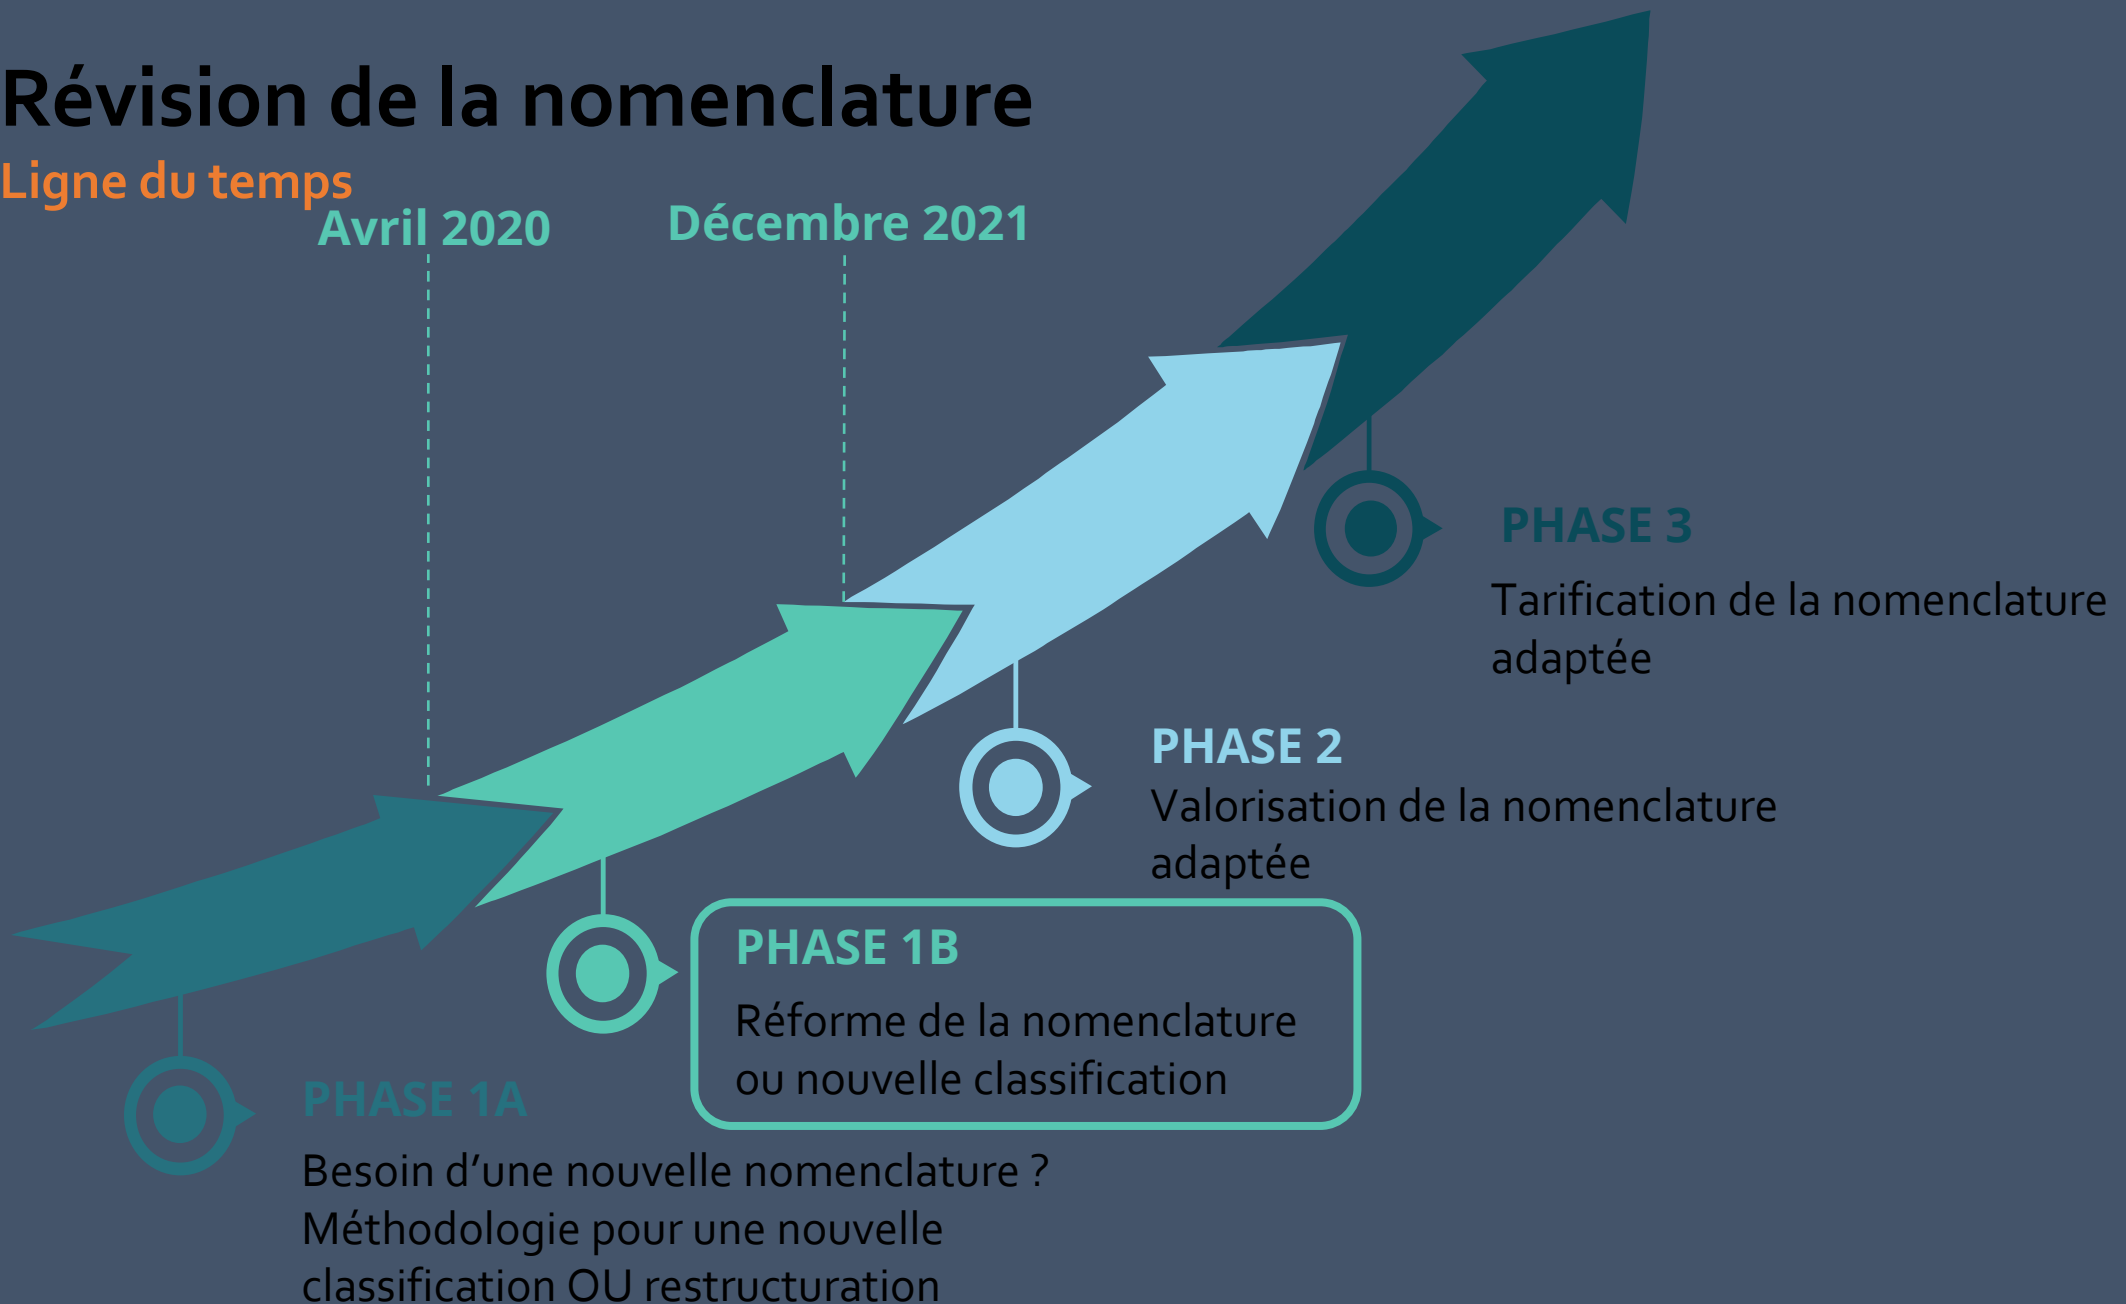 Révision de la nomenclature
Ligne du temps
Avril 2020
Décembre 2021
PHASE 3
Tarification de la nomenclature
adaptée
PHASE 2
Valorisation de la nomenclature
adaptée
PHASE 1B
Réforme de la nomenclature
ou nouvelle classification
PHASE 1A
Besoin d’une nouvelle nomenclature ?
Méthodologie pour une nouvelle
classification OU restructuration